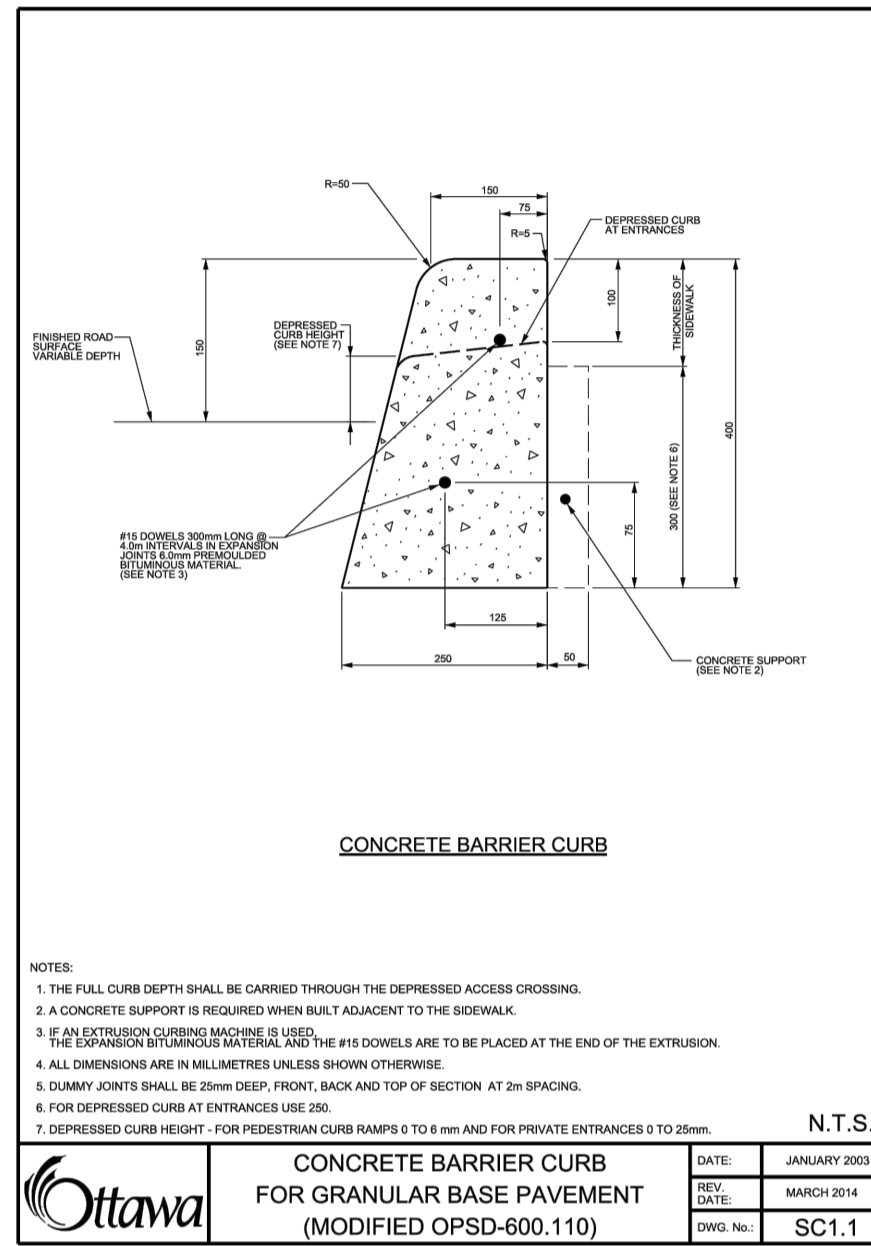 R=50
150
75
R=5
DEPRESSED CURB
AT ENTRANCES
FINISHED ROAD
SURFACE
VARIABLE DEPTH
150
DEPRESSED
CURB HEIGHT
(SEE NOTE 7)
100
THICKNESS OF
SIDEWALK
400
300 (SEE NOTE 6)
75
#15 DOWELS 300mm LONG @
4.0m INTERVALS IN EXPANSION
JOINTS 6.0mm PREMOULDED
BITUMINOUS MATERIAL.
(SEE NOTE 3)
125
250
50
CONCRETE SUPPORT
(SEE NOTE 2)
CONCRETE BARRIER CURB
NOTES:
1. THE FULL CURB DEPTH SHALL BE CARRIED THROUGH THE DEPRESSED ACCESS CROSSING.
2. A CONCRETE SUPPORT IS REQUIRED WHEN BUILT ADJACENT TO THE SIDEWALK.
3. IF AN EXTRUSION CURBING MACHINE IS USED,
THE EXPANSION BITUMINOUS MATERIAL AND THE #15 DOWELS ARE TO BE PLACED AT THE END OF THE EXTRUSION.
4. ALL DIMENSIONS ARE IN MILLIMETRES UNLESS SHOWN OTHERWISE.
5. DUMMY JOINTS SHALL BE 25mm DEEP, FRONT, BACK AND TOP OF SECTION AT 2m SPACING.
6. FOR DEPRESSED CURB AT ENTRANCES USE 250.
7. DEPRESSED CURB HEIGHT - FOR PEDESTRIAN CURB RAMPS 0 TO 6 mm AND FOR PRIVATE ENTRANCES 0 TO 25mm.
N.T.S.
Ottawa
CONCRETE BARRIER CURB
FOR GRANULAR BASE PAVEMENT
(MODIFIED OPSD-600.110)
DATE: JANUARY 2003
REV.
DATE: MARCH 2014
DWG. No.: SC1.1